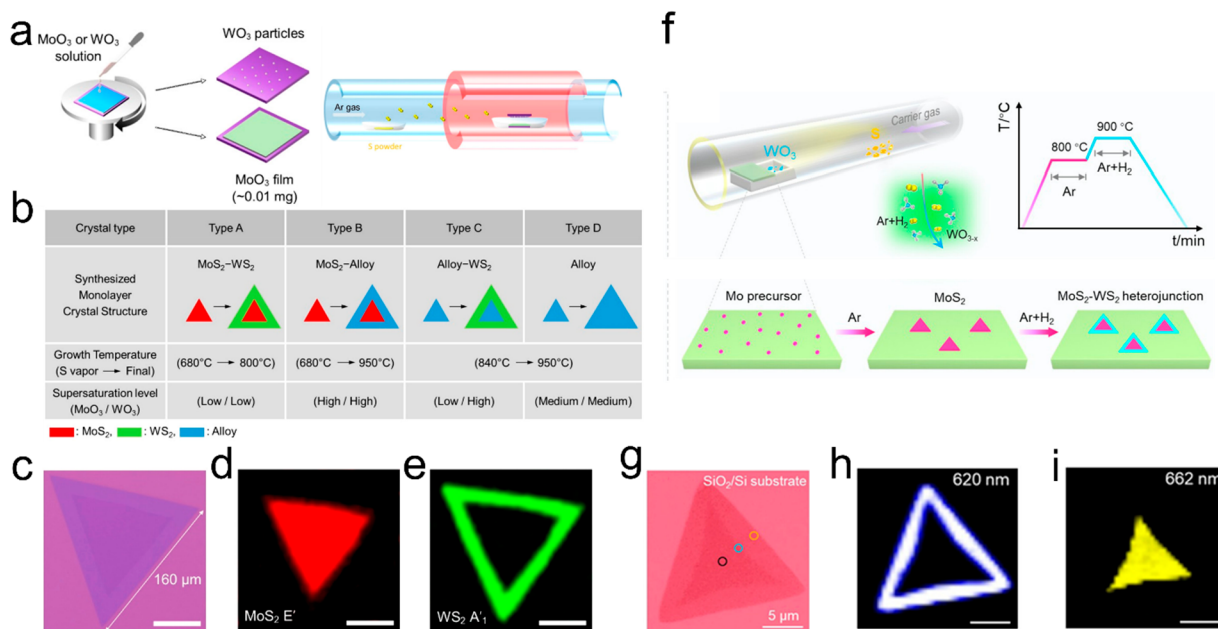 a
MoO₃ or WO₃
solution
WO₃ particles
MoO₃ film
(~0.01 mg)
Ar gas
S powder
b
Crystal type
Type A
Type B
Type C
Type D
Synthesized
Monolayer
Crystal Structure
MoS₂−WS₂
MoS₂−Alloy
Alloy−WS₂
Alloy
Growth Temperature
(S vapor → Final)
(680°C → 800°C)
(680°C → 950°C)
(840°C → 950°C)
Supersaturation level
(MoO₃ / WO₃)
(Low / Low)
(High / High)
(Low / High)
(Medium / Medium)
: MoS₂, : WS₂, : Alloy
c
160 μm
d
MoS₂ E'
e
WS₂ A'₁
f
WO₃
S
Carrier gas
Ar+H₂
WO₃₋ₓ
T/°C
800 °C
900 °C
Ar
Ar+H₂
t/min
Mo precursor
Ar
MoS₂
Ar+H₂
MoS₂-WS₂ heterojunction
g
SiO₂/Si substrate
5 μm
h
620 nm
i
662 nm